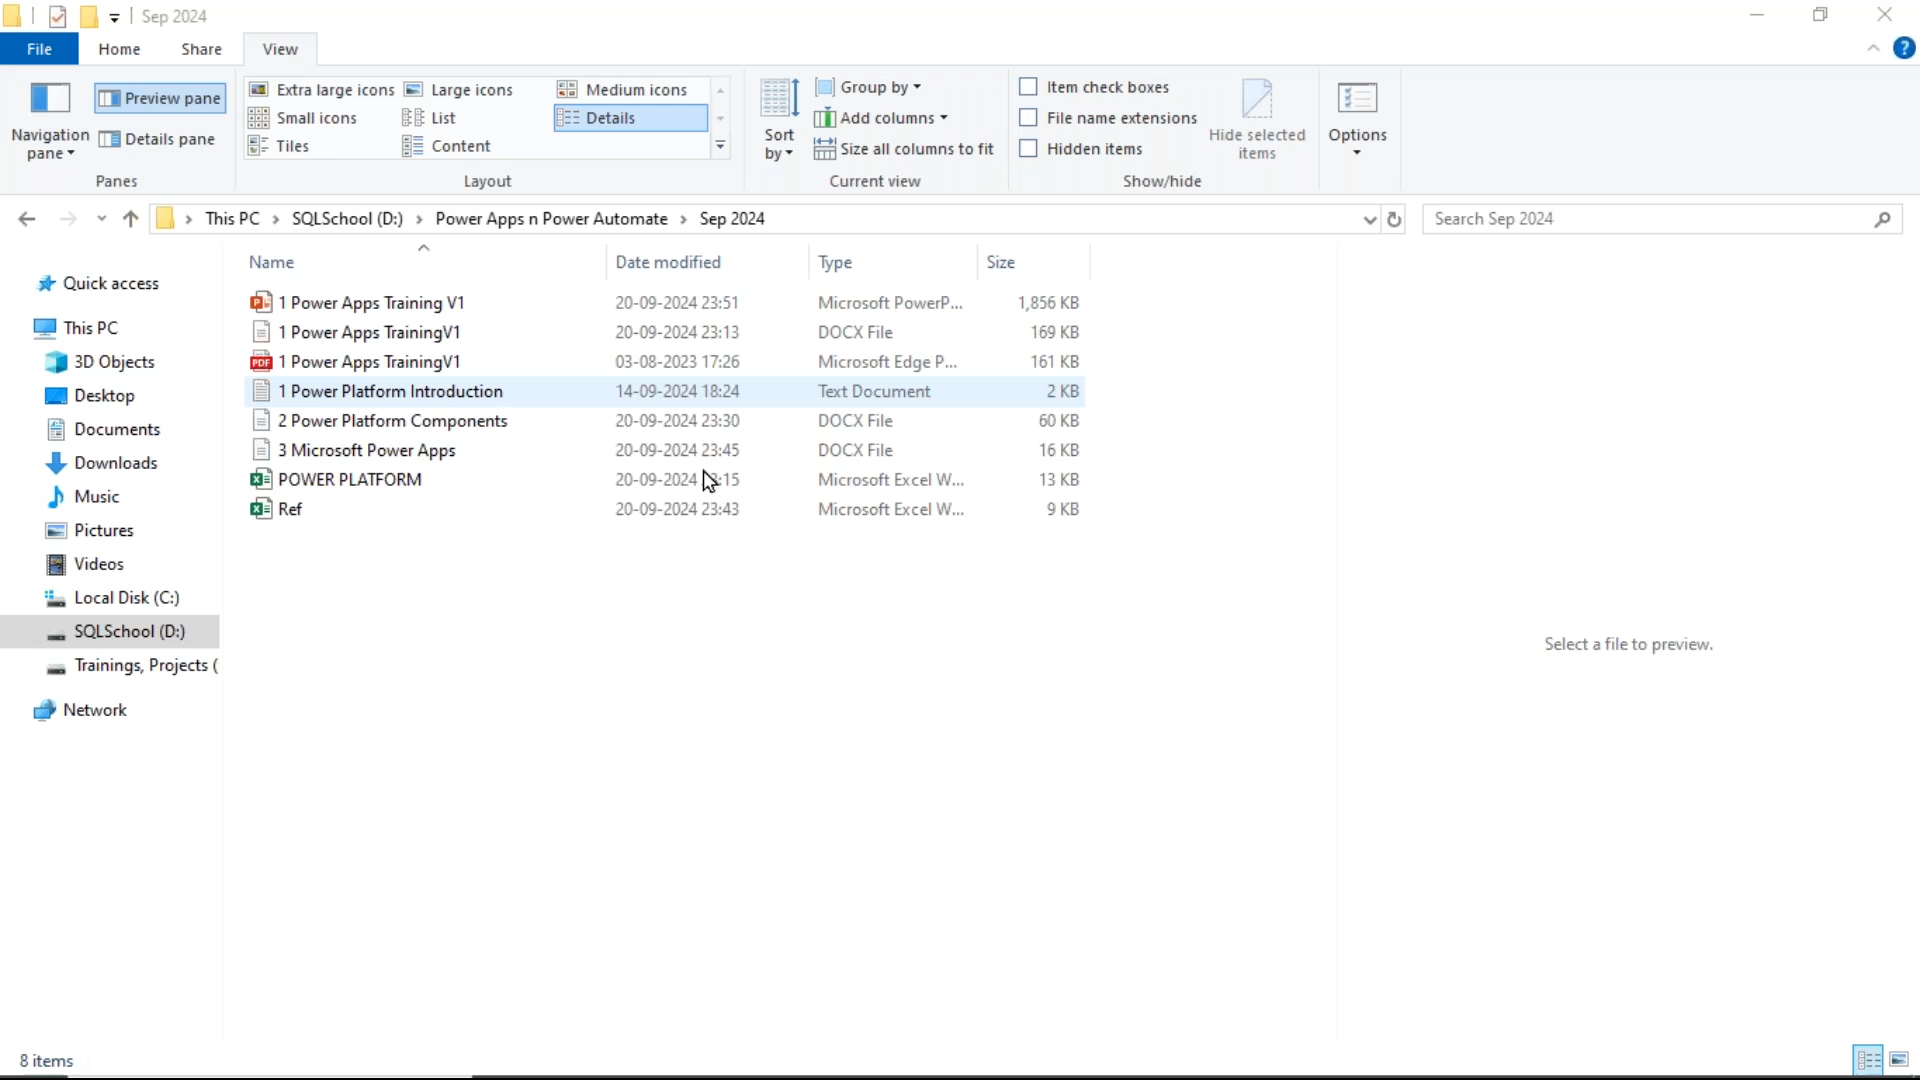 Sep 2024
File Home Share View
Navigation pane
Preview pane
Details pane
Panes
Extra large icons Large icons Medium icons
Small icons List Details
Tiles Content
Layout
Sort by
Group by
Add columns
Size all columns to fit
Current view
Item check boxes
File name extensions
Hidden items
Hide selected items
Show/hide
Options
This PC > SQLSchool (D:) > Power Apps n Power Automate > Sep 2024
Search Sep 2024
Quick access
This PC
3D Objects
Desktop
Documents
Downloads
Music
Pictures
Videos
Local Disk (C:)
SQLSchool (D:)
Trainings, Projects (
Network
Name Date modified Type Size
1 Power Apps Training V1 20-09-2024 23:51 Microsoft PowerP... 1,856 KB
1 Power Apps TrainingV1 20-09-2024 23:13 DOCX File 169 KB
PDF 1 Power Apps TrainingV1 03-08-2023 17:26 Microsoft Edge P... 161 KB
1 Power Platform Introduction 14-09-2024 18:24 Text Document 2 KB
2 Power Platform Components 20-09-2024 23:30 DOCX File 60 KB
3 Microsoft Power Apps 20-09-2024 23:45 DOCX File 16 KB
POWER PLATFORM 20-09-2024 :15 Microsoft Excel W... 13 KB
Ref 20-09-2024 23:43 Microsoft Excel W... 9 KB
Select a file to preview.
8 items